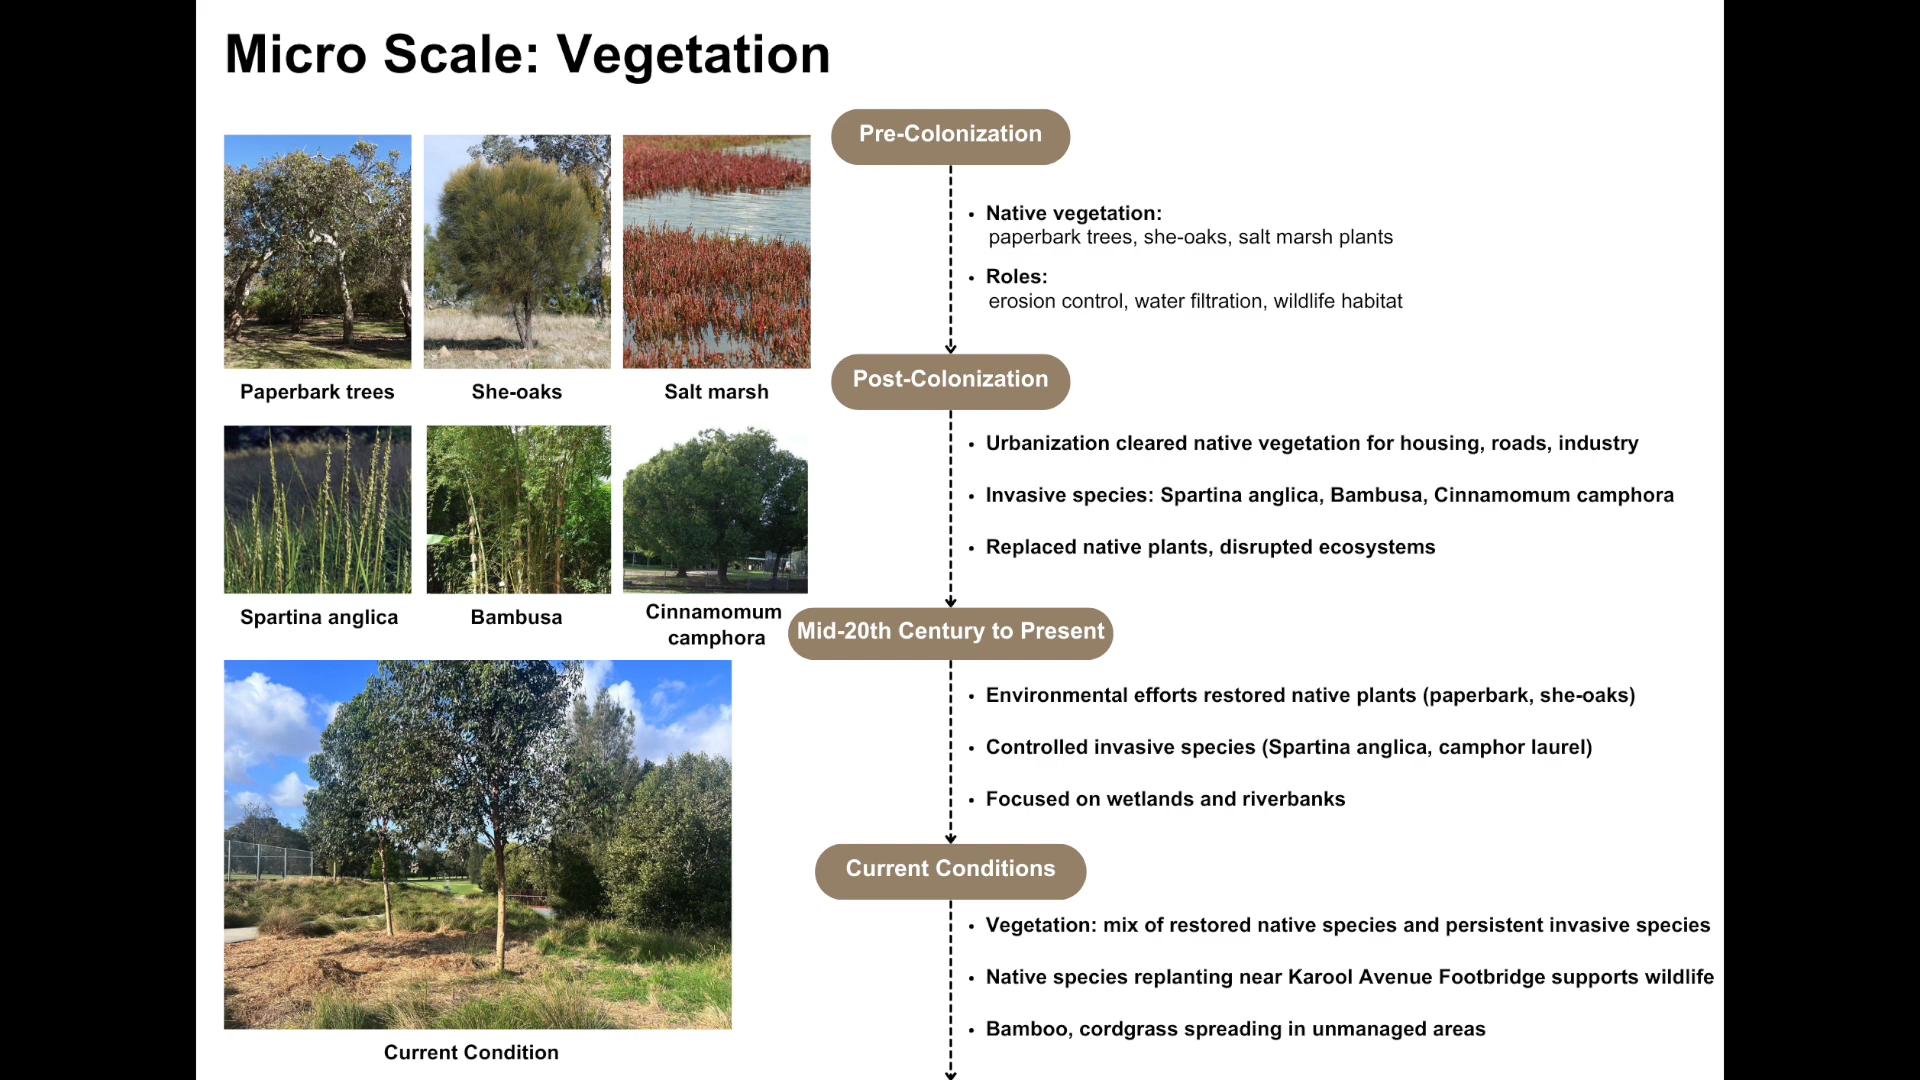 Micro Scale: Vegetation
Paperbark trees
She-oaks
Salt marsh
Spartina anglica
Bambusa
Cinnamomum
camphora
Current Condition
Pre-Colonization
• Native vegetation:
paperbark trees, she-oaks, salt marsh plants
• Roles:
erosion control, water filtration, wildlife habitat
Post-Colonization
• Urbanization cleared native vegetation for housing, roads, industry
• Invasive species: Spartina anglica, Bambusa, Cinnamomum camphora
• Replaced native plants, disrupted ecosystems
Mid-20th Century to Present
• Environmental efforts restored native plants (paperbark, she-oaks)
• Controlled invasive species (Spartina anglica, camphor laurel)
• Focused on wetlands and riverbanks
Current Conditions
• Vegetation: mix of restored native species and persistent invasive species
• Native species replanting near Karool Avenue Footbridge supports wildlife
• Bamboo, cordgrass spreading in unmanaged areas